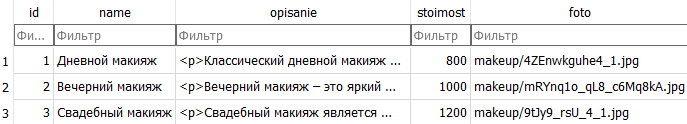 id name opisanie stoimost foto
Фи... Фильтр Фильтр Фильтр Фильтр
1 1 Дневной макияж <p>Классический дневной макияж ... 800 makeup/4ZEnwkguhe4_1.jpg
2 2 Вечерний макияж <p>Вечерний макияж – это яркий ... 1000 makeup/mRYnq1o_qL8_c6Mq8kA.jpg
3 3 Свадебный макияж <p>Свадебный макияж является ... 1200 makeup/9tJy9_rsU_4_1.jpg